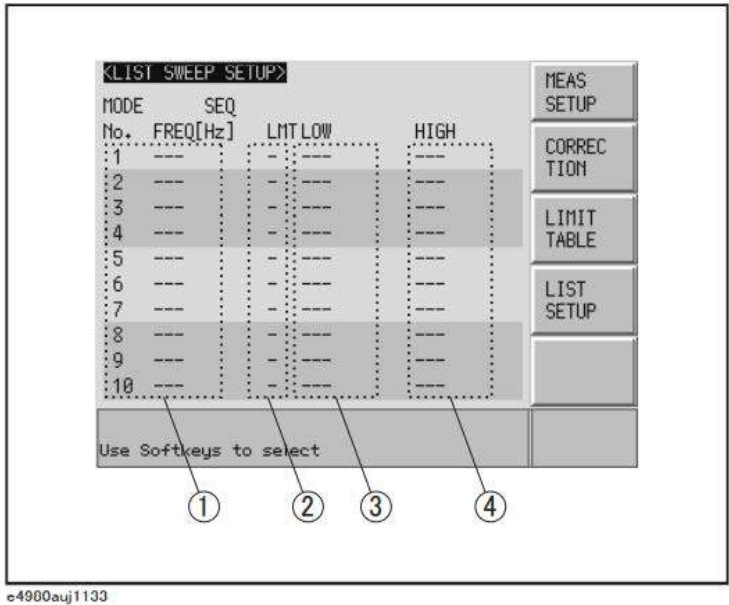 <LIST SWEEP SETUP>
MODE SEQ
No. FREQ[Hz] LMT LOW HIGH
1 --- - --- ---
2 --- - --- ---
3 --- - --- ---
4 --- - --- ---
5 --- - --- ---
6 --- - --- ---
7 --- - --- ---
8 --- - --- ---
9 --- - --- ---
10 --- - --- ---
Use Softkeys to select
MEAS
SETUP
CORREC
TION
LIMIT
TABLE
LIST
SETUP
① ② ③ ④
e4980auj1133